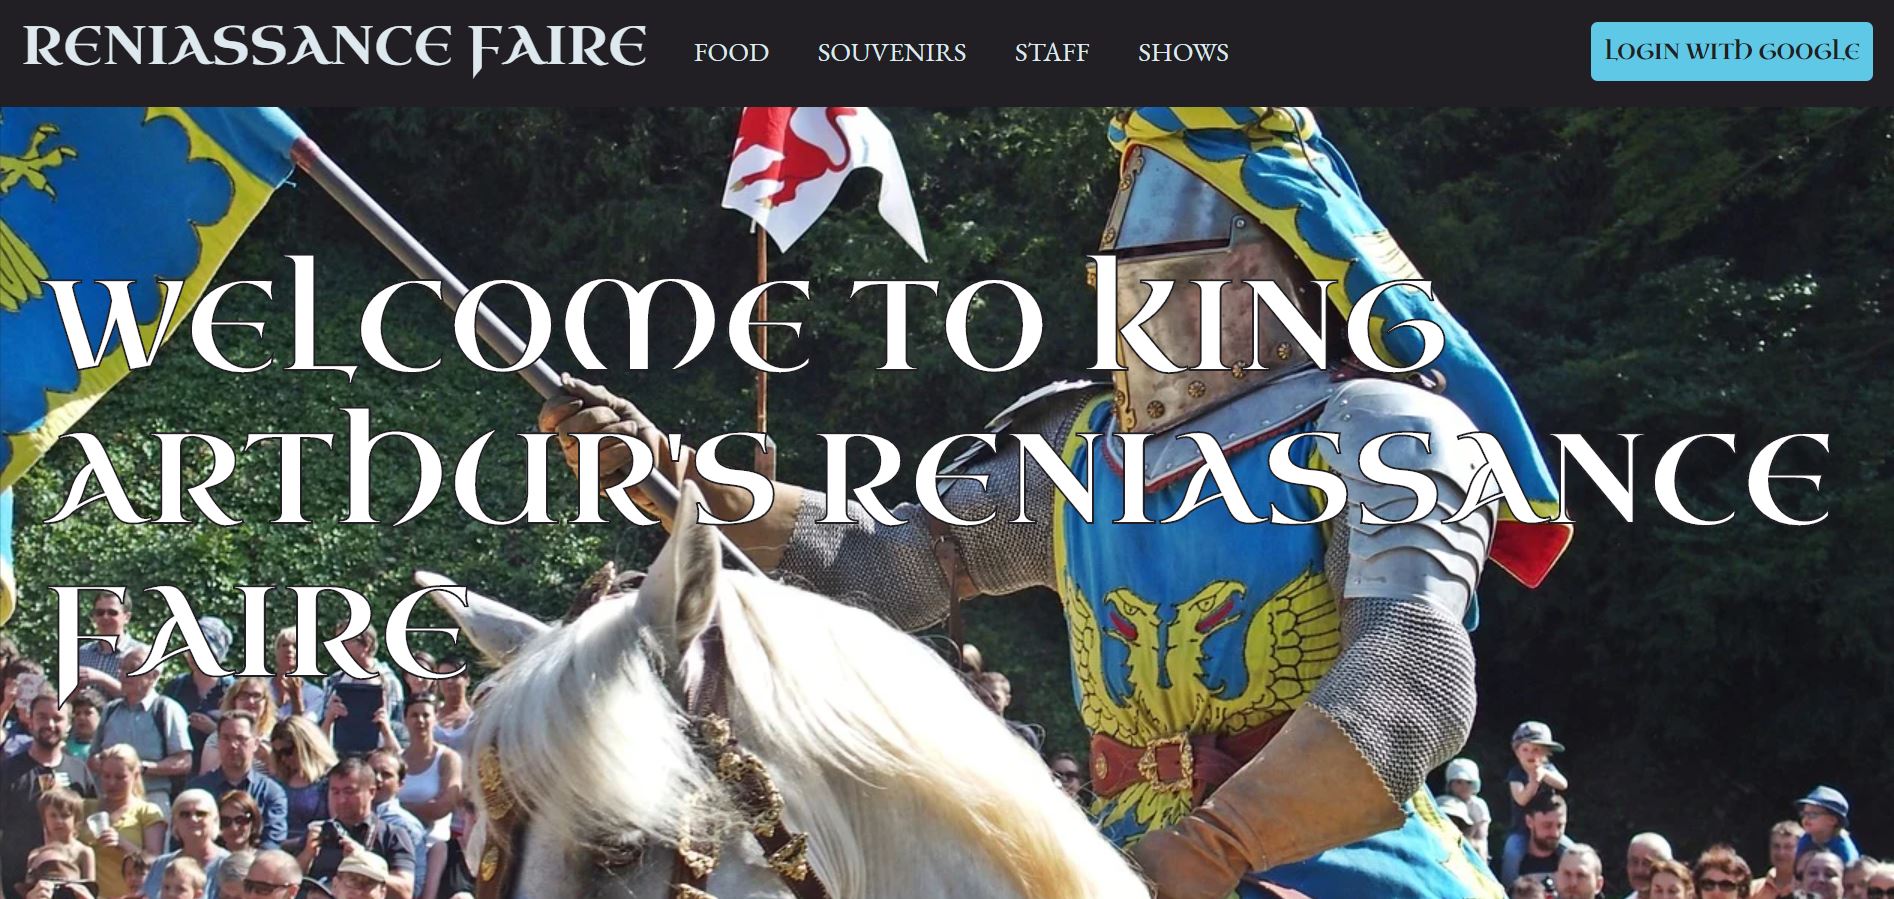 RENIASSANCE FAIRE
FOOD
SOUVENIRS
STAFF
SHOWS
LOGIN WITH GOOGLE
WELCOME TO KING
ARTHUR'S RENIASSANCE
FAIRE